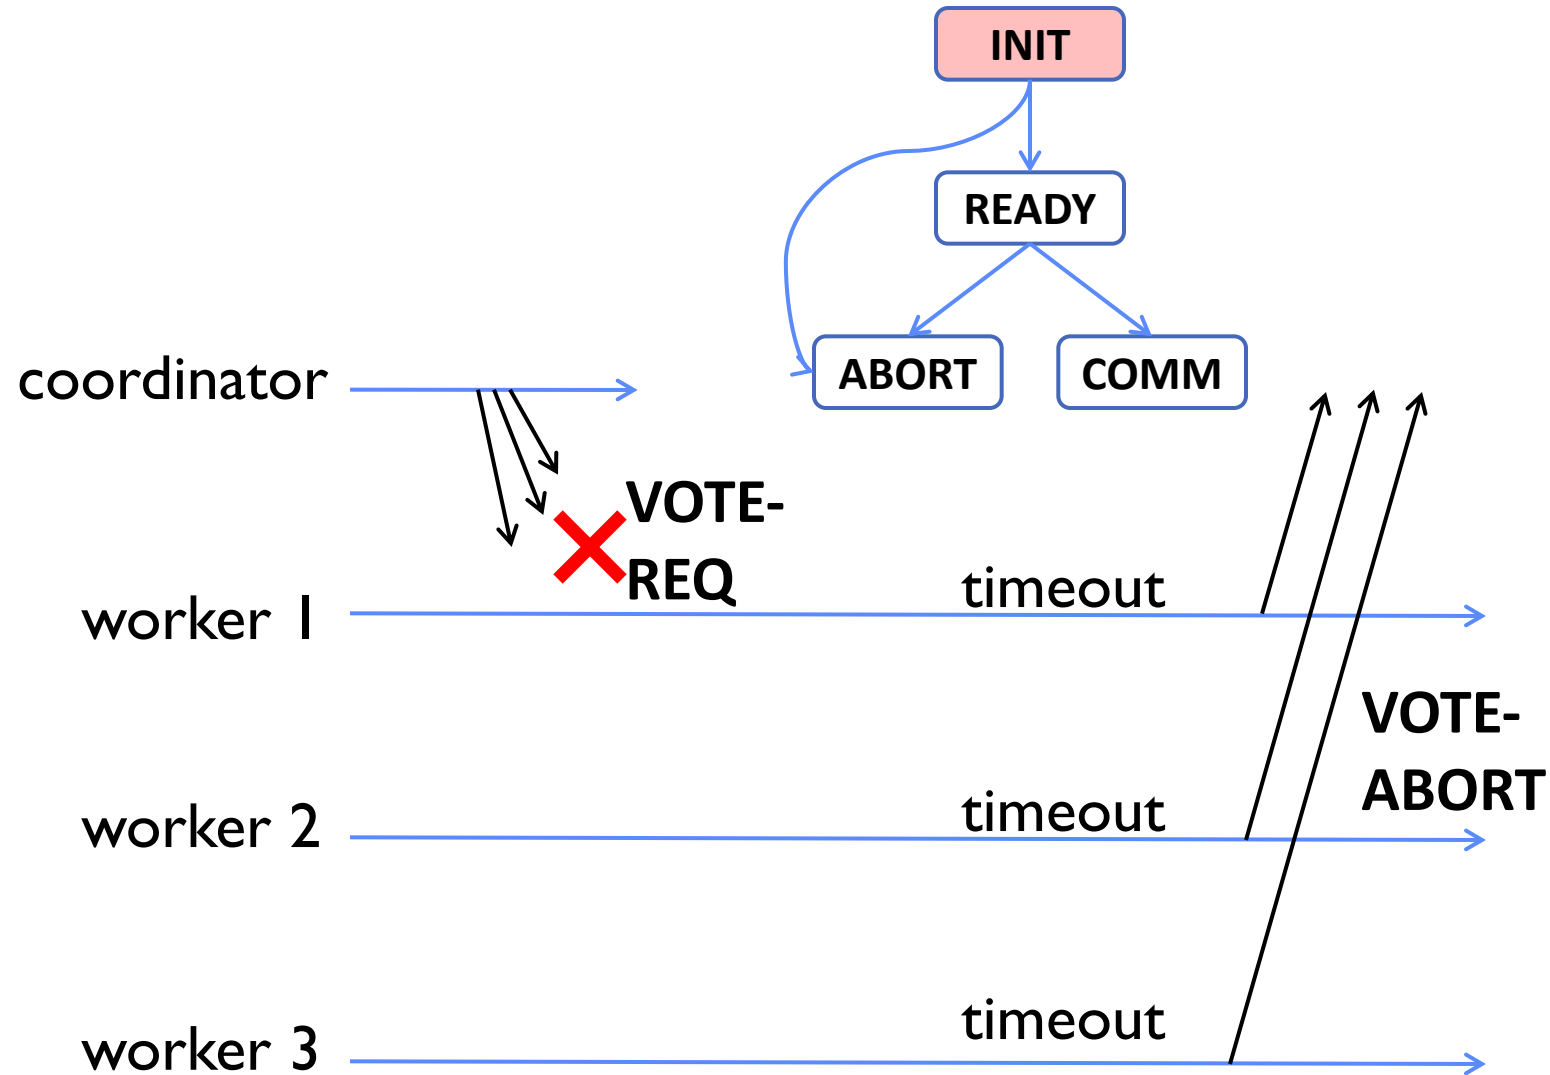 INIT
READY
ABORT
COMM
coordinator
VOTE-
REQ
timeout
worker 1
VOTE-
ABORT
timeout
worker 2
timeout
worker 3